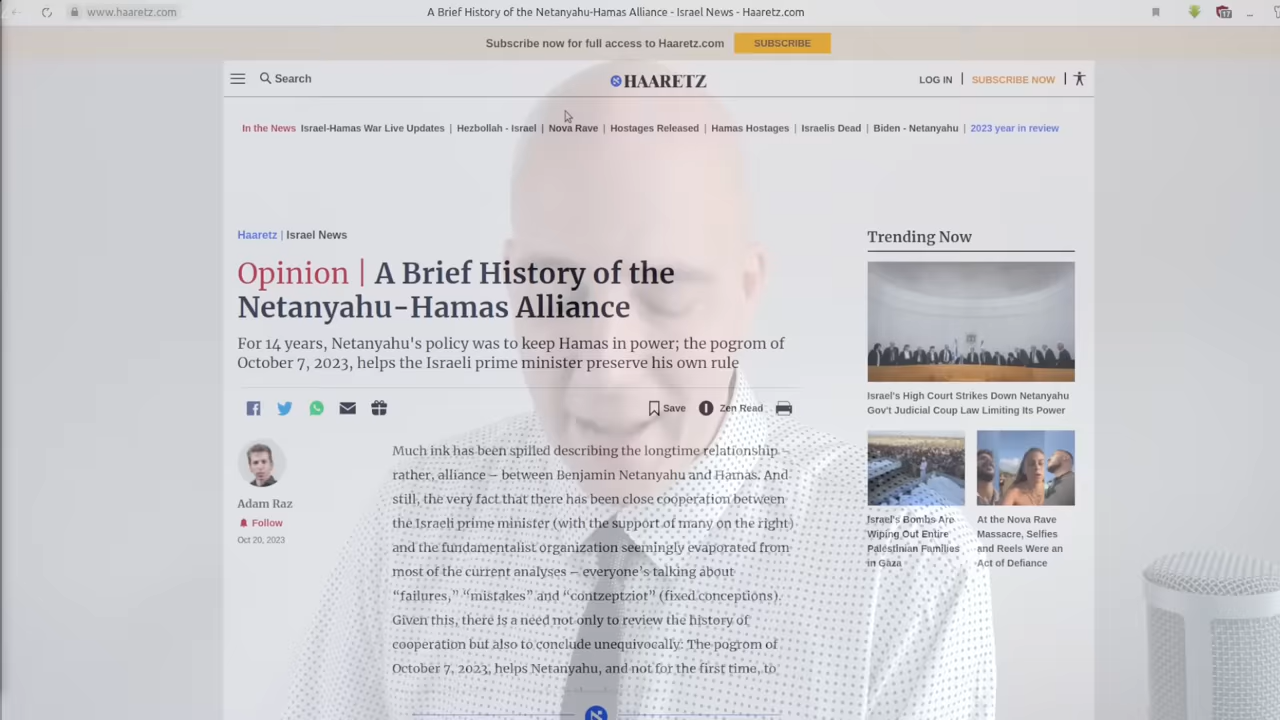 www.haaretz.com
A Brief History of the Netanyahu-Hamas Alliance - Israel News - Haaretz.com
17
Subscribe now for full access to Haaretz.com
SUBSCRIBE
Search
HAARETZ
LOG IN | SUBSCRIBE NOW |
In the News Israel-Hamas War Live Updates | Hezbollah - Israel | Nova Rave | Hostages Released | Hamas Hostages | Israelis Dead | Biden - Netanyahu | 2023 year in review
Haaretz | Israel News
Opinion | A Brief History of the
Netanyahu-Hamas Alliance
For 14 years, Netanyahu's policy was to keep Hamas in power; the pogrom of
October 7, 2023, helps the Israeli prime minister preserve his own rule
Save
Zen Read
Adam Raz
Follow
Oct 20, 2023
Much ink has been spilled describing the longtime relationship
rather, alliance – between Benjamin Netanyahu and Hamas. And
still, the very fact that there has been close cooperation between
the Israeli prime minister (with the support of many on the right)
and the fundamentalist organization seemingly evaporated from
most of the current analyses – everyone's talking about
“failures,” “mistakes” and “contzeptziot” (fixed conceptions).
Given this, there is a need not only to review the history of
cooperation but also to conclude unequivocally: The pogrom of
October 7, 2023, helps Netanyahu, and not for the first time, to
Trending Now
Israel's High Court Strikes Down Netanyahu
Gov't Judicial Coup Law Limiting Its Power
Israel's Bombs Are
Wiping Out Entire
Palestinian Families
in Gaza
At the Nova Rave
Massacre, Selfies
and Reels Were an
Act of Defiance